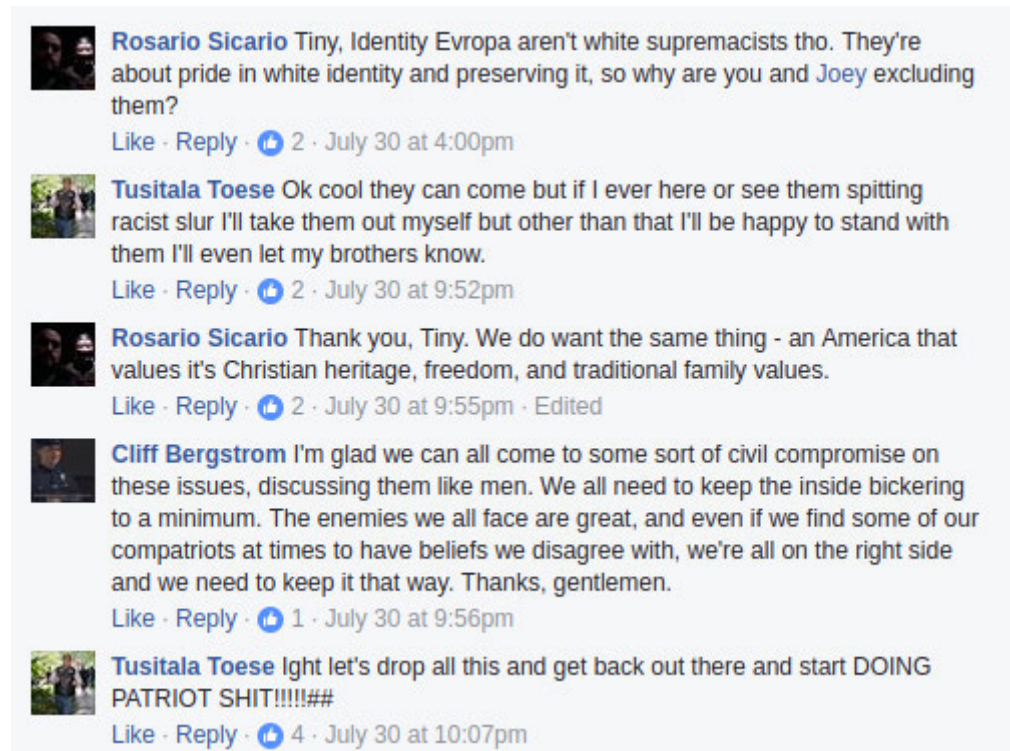 Rosario Sicario Tiny, Identity Evropa aren't white supremacists tho. They're
about pride in white identity and preserving it, so why are you and Joey excluding
them?
Like · Reply · 2 · July 30 at 4:00pm
Tusitala Toese Ok cool they can come but if I ever here or see them spitting
racist slur I'll take them out myself but other than that I'll be happy to stand with
them I'll even let my brothers know.
Like · Reply · 2 · July 30 at 9:52pm
Rosario Sicario Thank you, Tiny. We do want the same thing - an America that
values it's Christian heritage, freedom, and traditional family values.
Like · Reply · 2 · July 30 at 9:55pm · Edited
Cliff Bergstrom I'm glad we can all come to some sort of civil compromise on
these issues, discussing them like men. We all need to keep the inside bickering
to a minimum. The enemies we all face are great, and even if we find some of our
compatriots at times to have beliefs we disagree with, we're all on the right side
and we need to keep it that way. Thanks, gentlemen.
Like · Reply · 1 · July 30 at 9:56pm
Tusitala Toese Ight let's drop all this and get back out there and start DOING
PATRIOT SHIT!!!!!##
Like · Reply · 4 · July 30 at 10:07pm